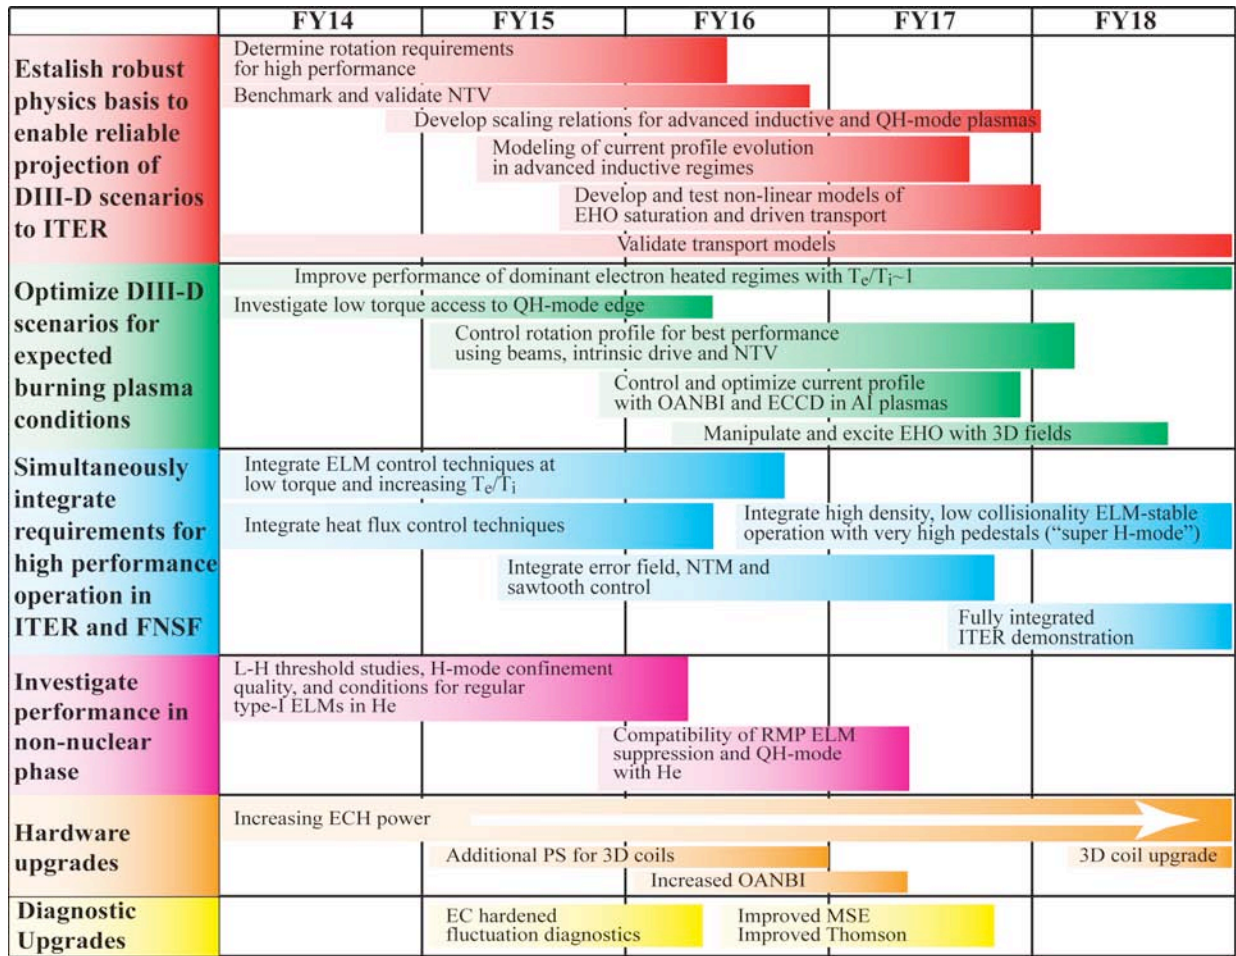 FY14 FY15 FY16 FY17 FY18
Estalish robust
physics basis to
enable reliable
projection of
DIII-D scenarios
to ITER
Determine rotation requirements
for high performance
Benchmark and validate NTV
Develop scaling relations for advanced inductive and QH-mode plasmas
Modeling of current profile evolution
in advanced inductive regimes
Develop and test non-linear models of
EHO saturation and driven transport
Validate transport models
Optimize DIII-D
scenarios for
expected
burning plasma
conditions
Improve performance of dominant electron heated regimes with Te/Ti~1
Investigate low torque access to QH-mode edge
Control rotation profile for best performance
using beams, intrinsic drive and NTV
Control and optimize current profile
with OANBI and ECCD in AI plasmas
Manipulate and excite EHO with 3D fields
Simultaneously
integrate
requirements for
high performance
operation in
ITER and FNSF
Integrate ELM control techniques at
low torque and increasing Te/Ti
Integrate heat flux control techniques
Integrate high density, low collisionality ELM-stable
operation with very high pedestals (“super H-mode”)
Integrate error field, NTM and
sawtooth control
Fully integrated
ITER demonstration
Investigate
performance in
non-nuclear
phase
L-H threshold studies, H-mode confinement
quality, and conditions for regular
type-I ELMs in He
Compatibility of RMP ELM
suppression and QH-mode
with He
Hardware
upgrades
Increasing ECH power
Additional PS for 3D coils
3D coil upgrade
Increased OANBI
Diagnostic
Upgrades
EC hardened
fluctuation diagnostics
Improved MSE
Improved Thomson